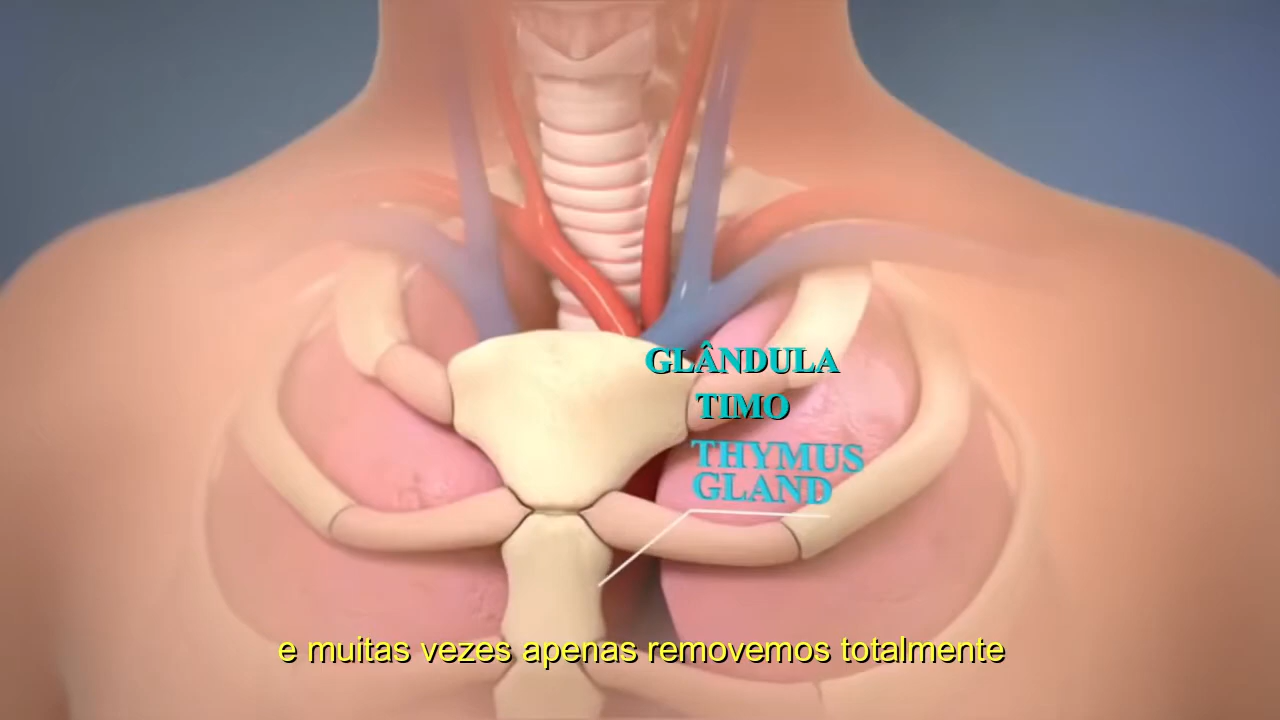 GLÂNDULA
TIMO
THYMUS
GLAND
e muitas vezes apenas removemos totalmente